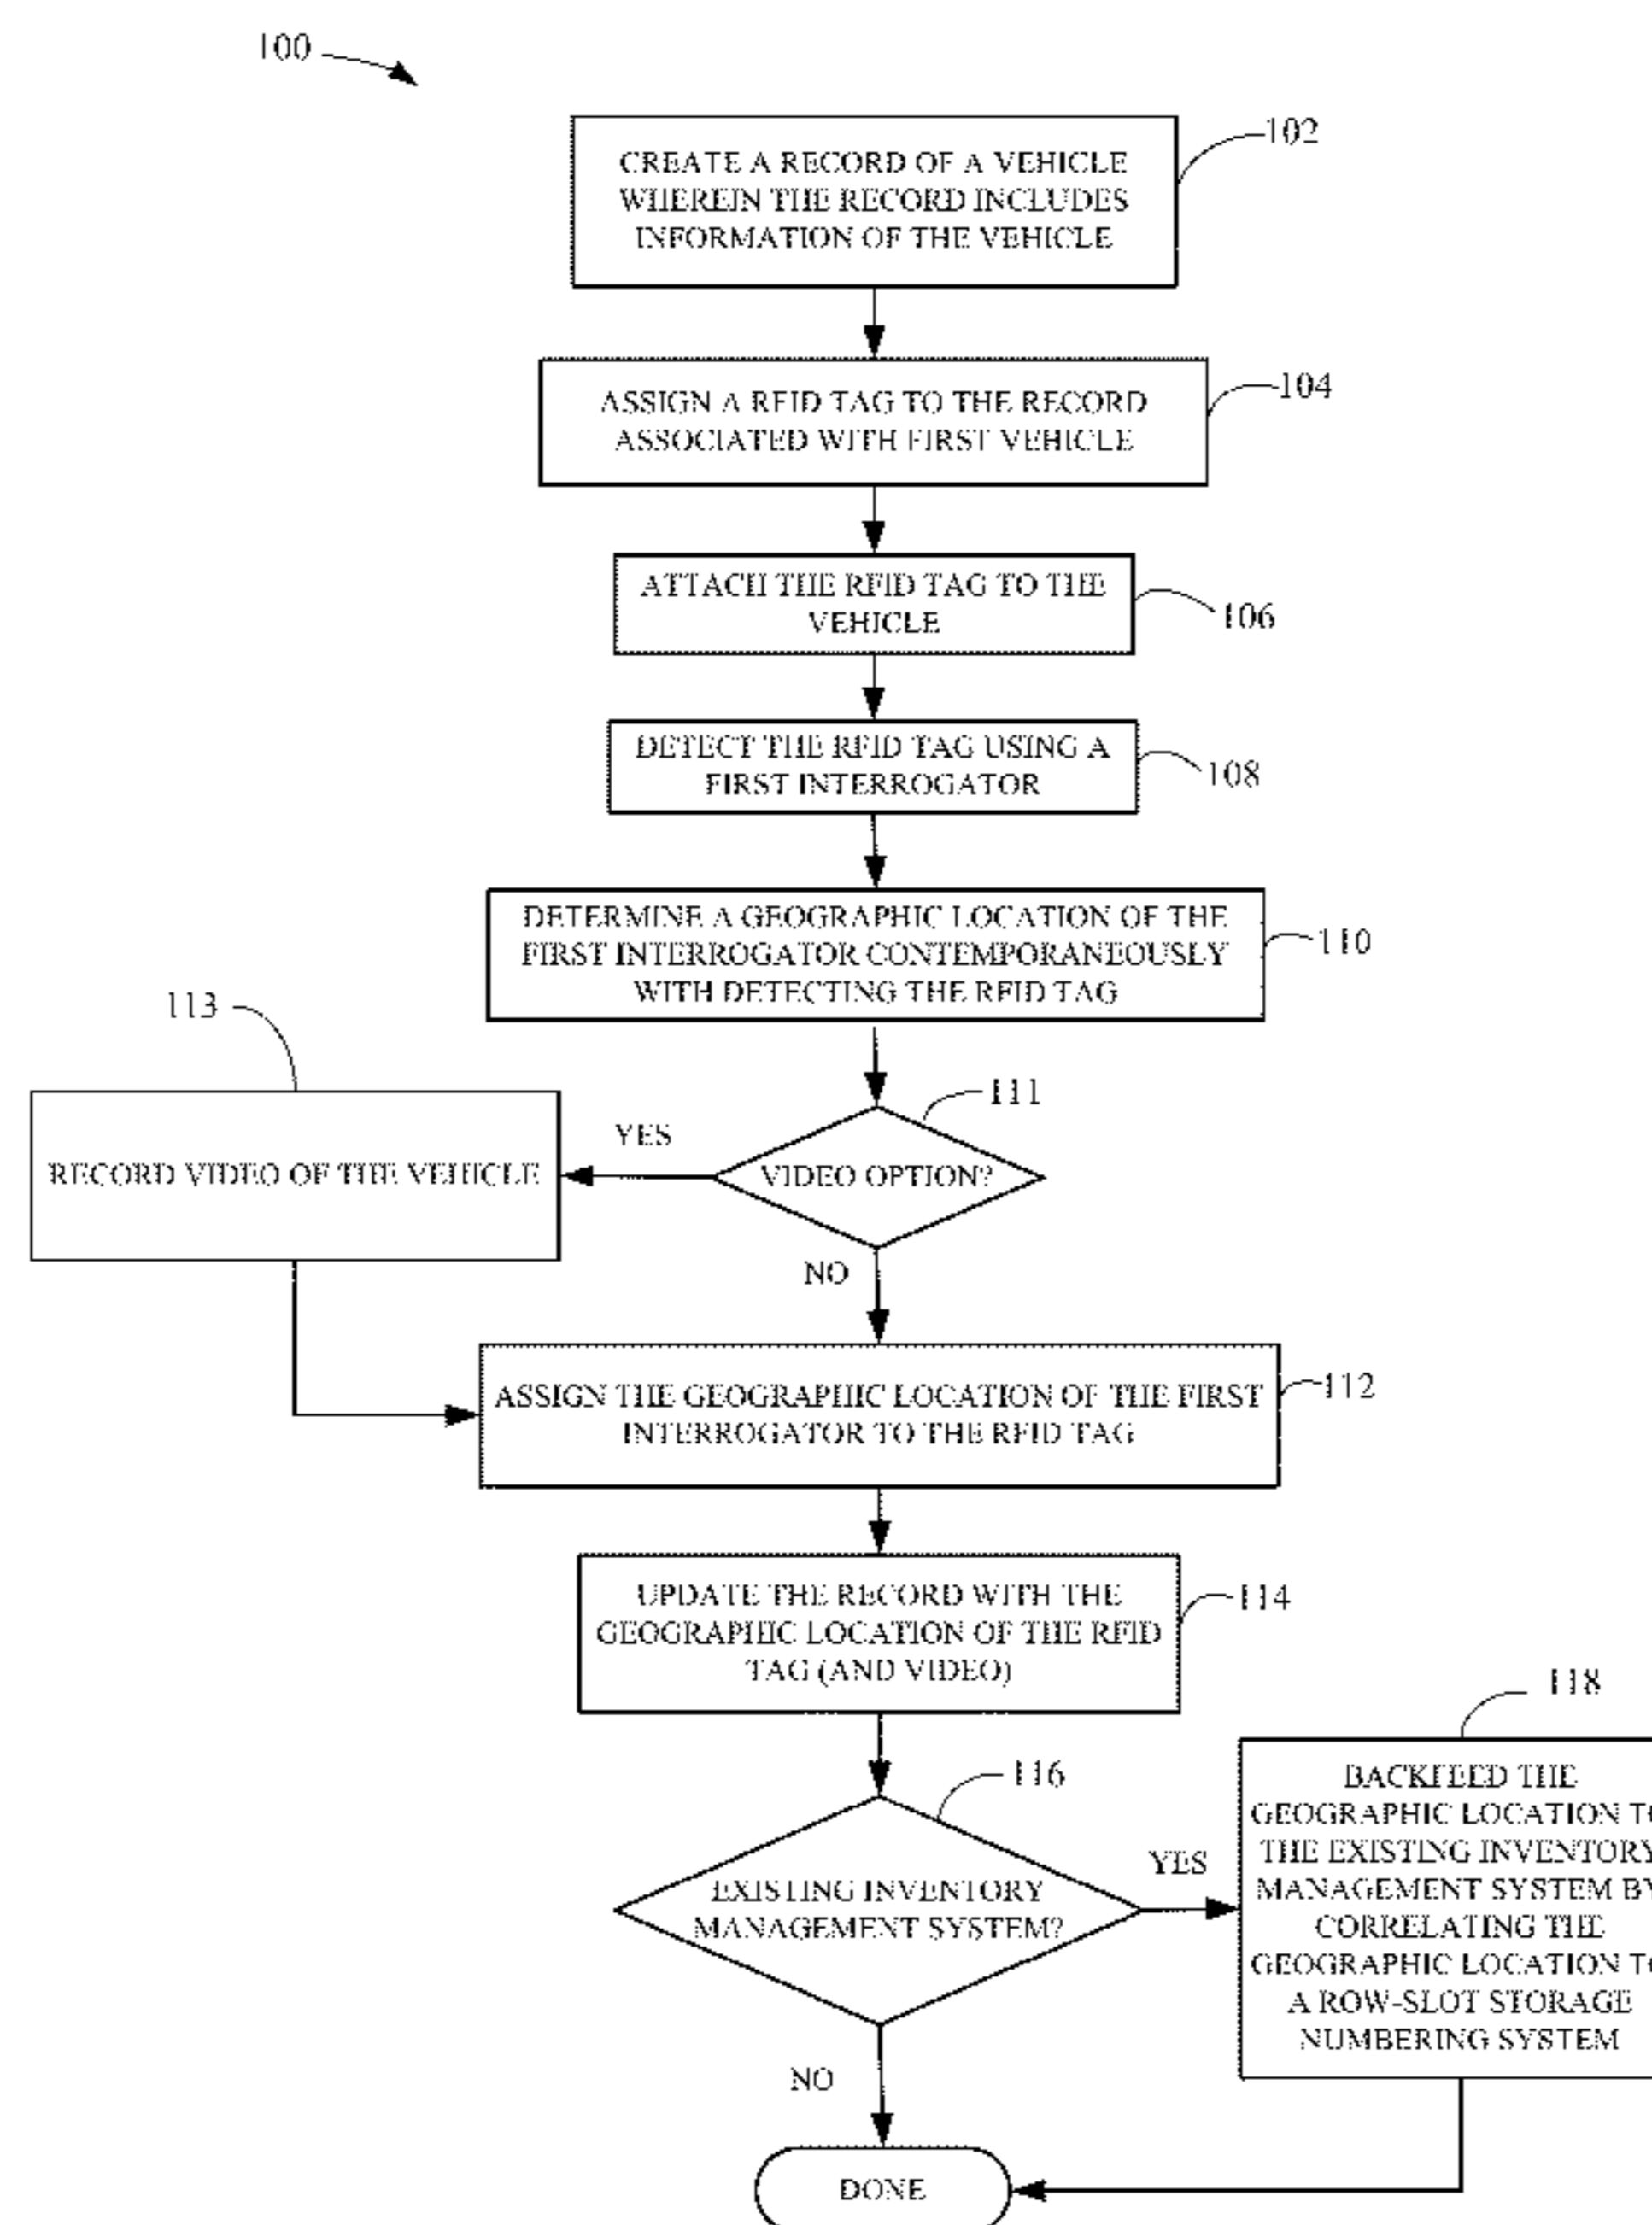 100
102
CREATE A RECORD OF A VEHICLE
WHEREIN THE RECORD INCLUDES
INFORMATION OF THE VEHICLE
104
ASSIGN A RFID TAG TO THE RECORD
ASSOCIATED WITH FIRST VEHICLE
ATTACH THE RFID TAG TO THE
VEHICLE
106
DETECT THE RFID TAG USING A
FIRST INTERROGATOR
108
DETERMINE A GEOGRAPHIC LOCATION OF THE
FIRST INTERROGATOR CONTEMPORANEOUSLY
WITH DETECTING THE RFID TAG
110
113
111
YES
RECORD VIDEO OF THE VEHICLE
VIDEO OPTION?
NO
ASSIGN THE GEOGRAPHIC LOCATION OF THE FIRST
INTERROGATOR TO THE RFID TAG
112
UPDATE THE RECORD WITH THE
GEOGRAPHIC LOCATION OF THE RFID
TAG (AND VIDEO)
114
118
116
EXISTING INVENTORY
MANAGEMENT SYSTEM?
YES
BACKFEED THE
GEOGRAPHIC LOCATION TO
THE EXISTING INVENTORY
MANAGEMENT SYSTEM BY
CORRELATING THE
GEOGRAPHIC LOCATION TO
A ROW-SLOT STORAGE
NUMBERING SYSTEM
NO
DONE